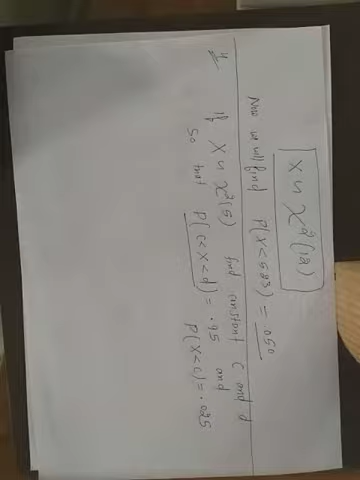 X ~ χ²(12)
Now we will find P(X < 5.23) = .050
4. If X ~ χ²(5) find constant c and d
so that P(c < X < d) = .95 and
P(X < c) = .025